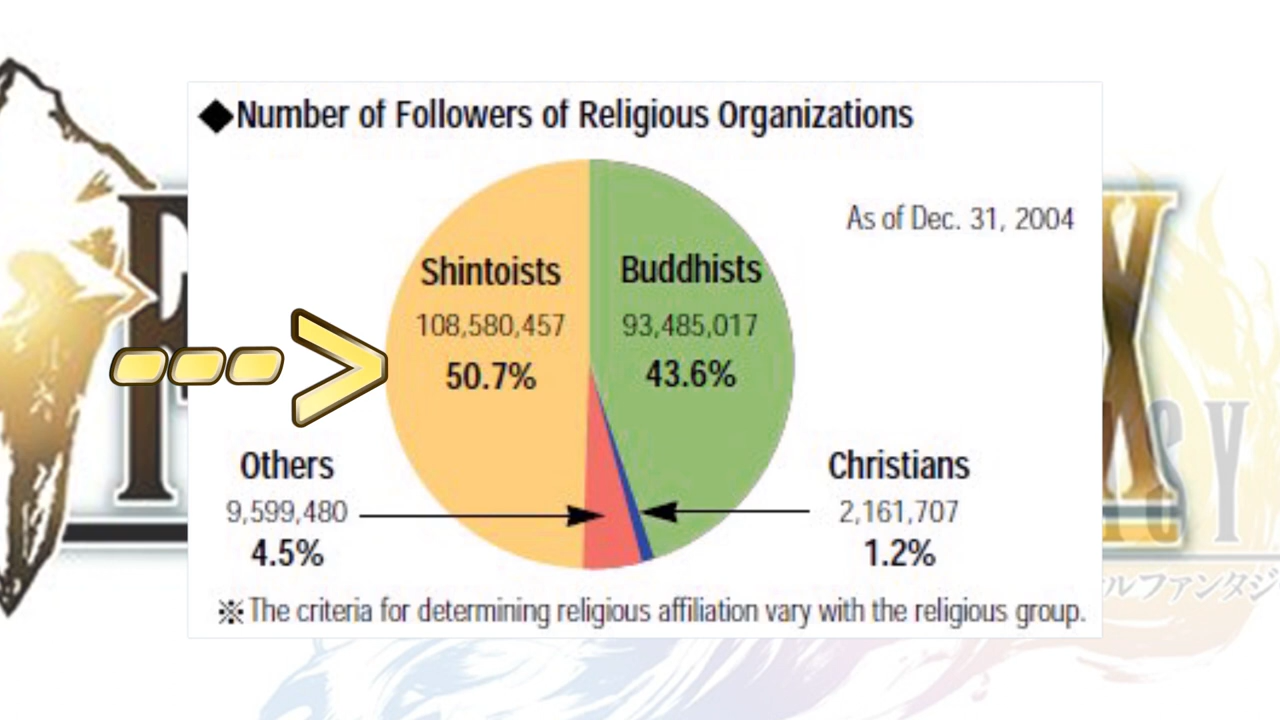 ◆Number of Followers of Religious Organizations
As of Dec. 31, 2004
Shintoists
108,580,457
50.7%
Buddhists
93,485,017
43.6%
Others
9,599,480
4.5%
Christians
2,161,707
1.2%
※The criteria for determining religious affiliation vary with the religious group.
F
X
SY
ルファンタジ